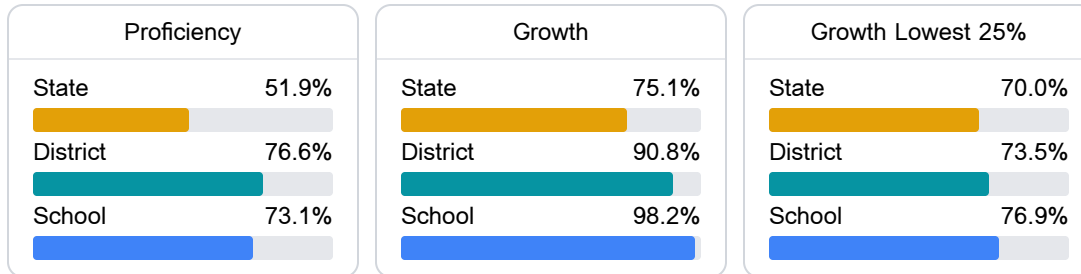 Proficiency
State 51.9%
District 76.6%
School 73.1%
Growth
State 75.1%
District 90.8%
School 98.2%
Growth Lowest 25%
State 70.0%
District 73.5%
School 76.9%